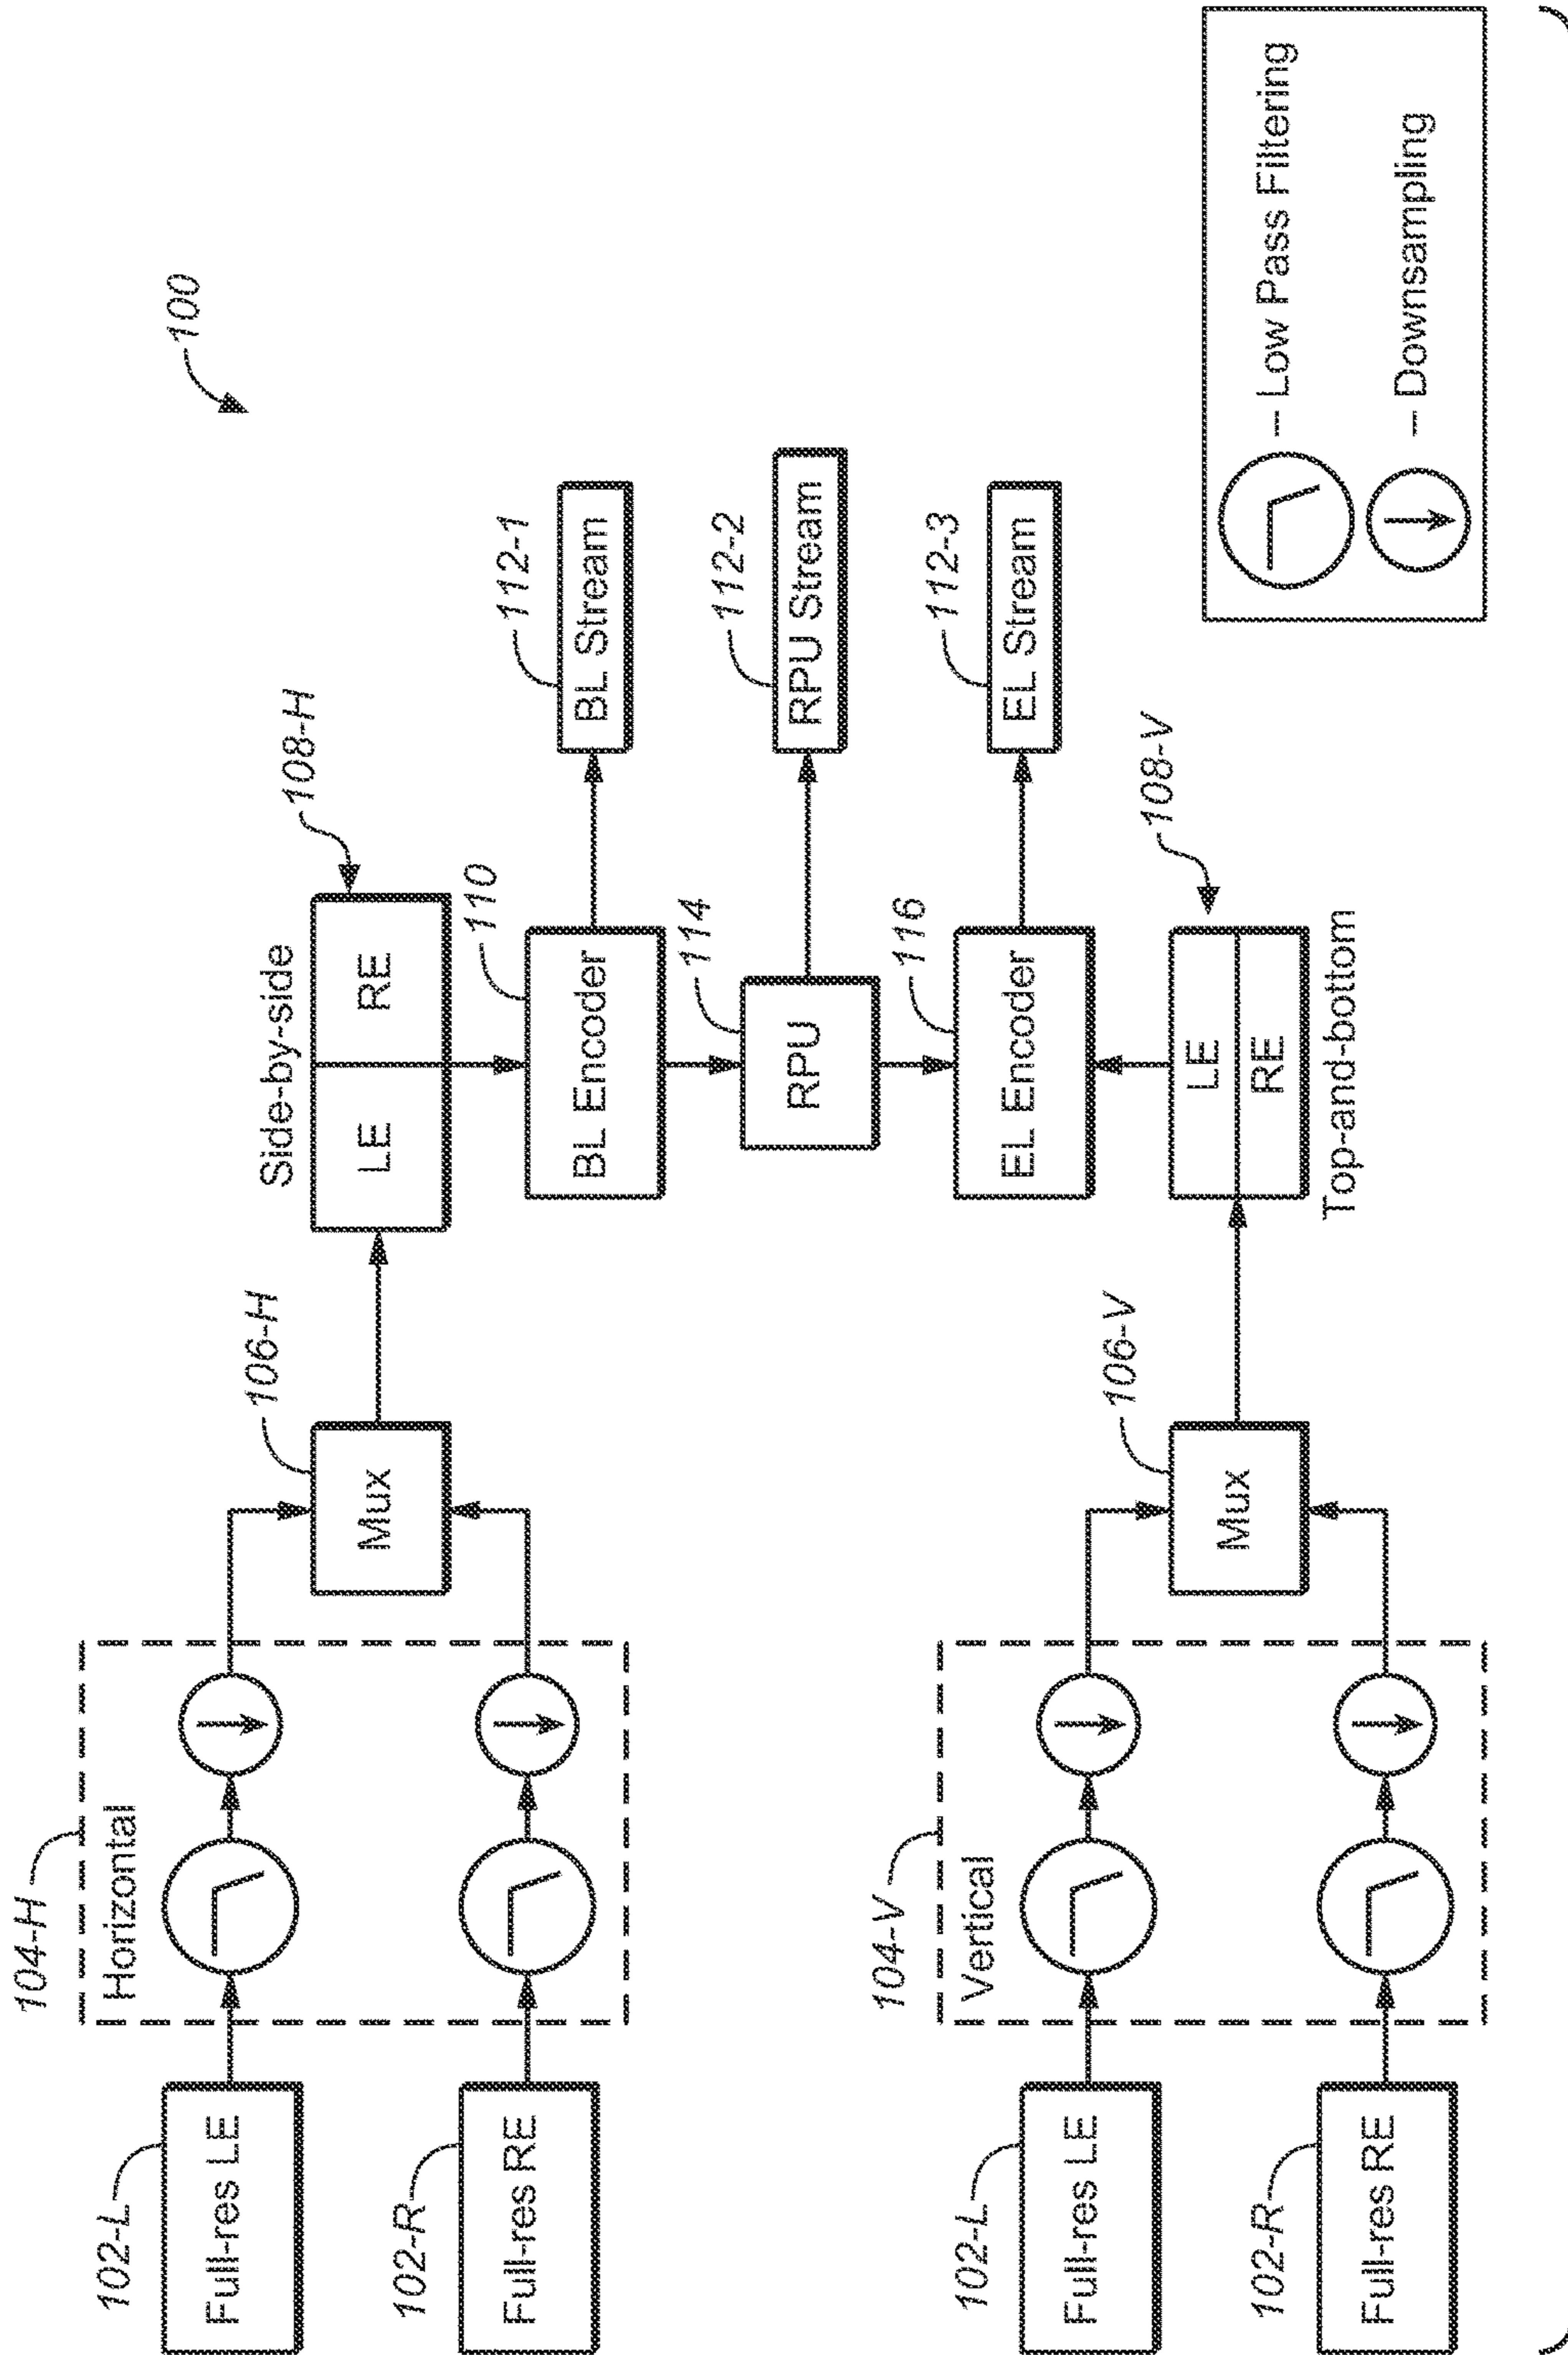 100
104-H
Horizontal
102-L
Full-res LE
102-R
Full-res RE
106-H
Mux
Side-by-side
108-H
LE
RE
110
BL Encoder
112-1
BL Stream
114
RPU
112-2
RPU Stream
116
EL Encoder
112-3
EL Stream
104-V
Vertical
102-L
Full-res LE
102-R
Full-res RE
106-V
Mux
108-V
LE
RE
Top-and-bottom
-- Low Pass Filtering
-- Downsampling